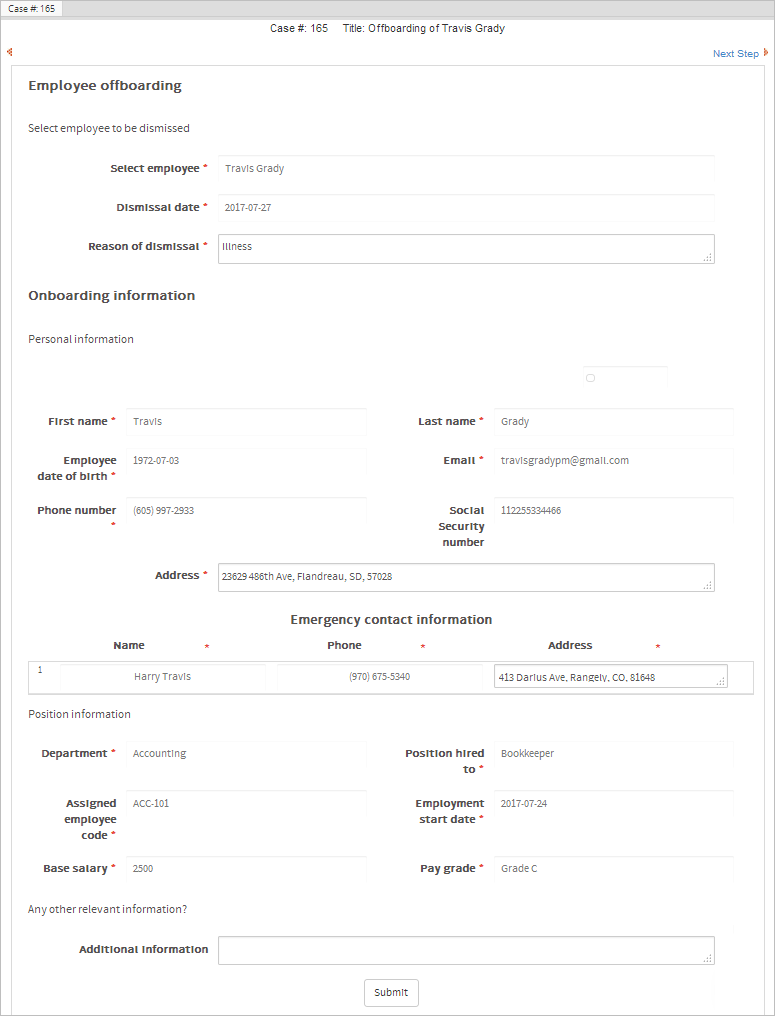 Case #: 165
Case #: 165 Title: Offboarding of Travis Grady
Next Step
Employee offboarding
Select employee to be dismissed
Select employee * Travis Grady
Dismissal date * 2017-07-27
Reason of dismissal * Illness
Onboarding information
Personal information
First name * Travis Last name * Grady
Employee date of birth * 1972-07-03 Email * travisgradypm@gmail.com
Phone number * (605) 997-2933 Social Security number 112255334466
Address * 23629 486th Ave, Flandreau, SD, 57028
Emergency contact information
Name * Phone * Address *
1 Harry Travis (970) 675-5340 413 Darius Ave, Rangely, CO, 81648
Position information
Department * Accounting Position hired to * Bookkeeper
Assigned employee code * ACC-101 Employment start date * 2017-07-24
Base salary * 2500 Pay grade * Grade C
Any other relevant information?
Additional information
Submit